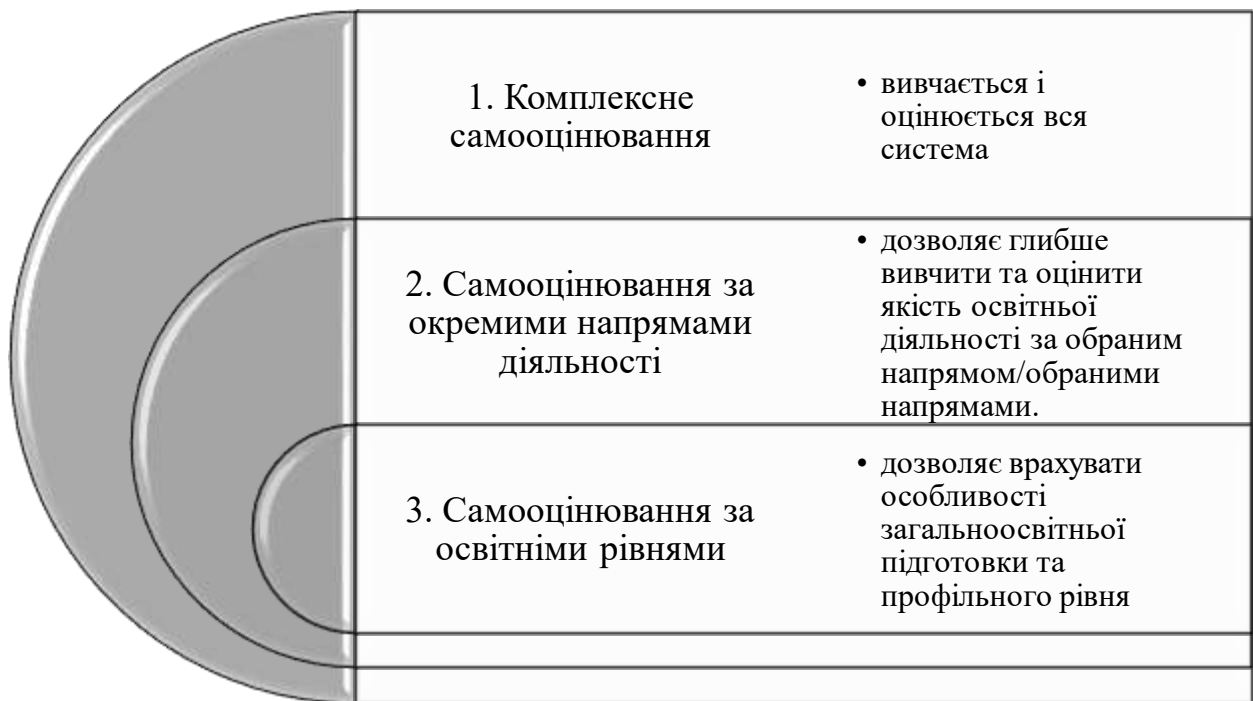 1. Комплексне
самооцінювання
• вивчається і
оцінюється вся
система
2. Самооцінювання за
окремими напрямами
діяльності
• дозволяє глибше
вивчити та оцінити
якість освітньої
діяльності за обраним
напрямом/обраними
напрямами.
3. Самооцінювання за
освітніми рівнями
• дозволяє врахувати
особливості
загальноосвітньої
підготовки та
профільного рівня